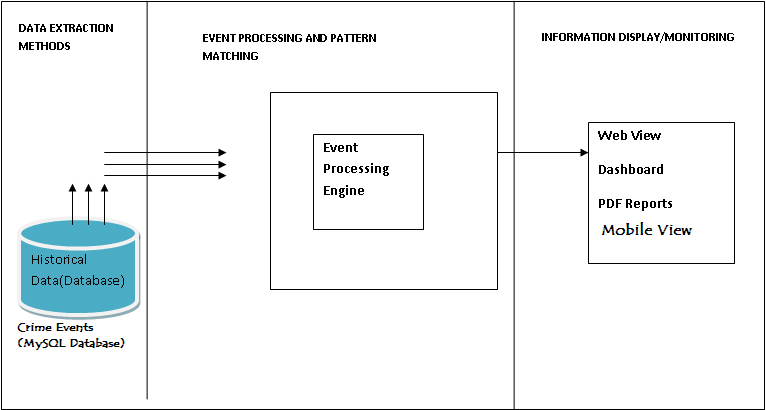 DATA EXTRACTION
METHODS
EVENT PROCESSING AND PATTERN
MATCHING
INFORMATION DISPLAY/MONITORING
Event
Processing
Engine
Web View
Dashboard
PDF Reports
Mobile View
Historical
Data(Database)
Crime Events
(MySQL Database)